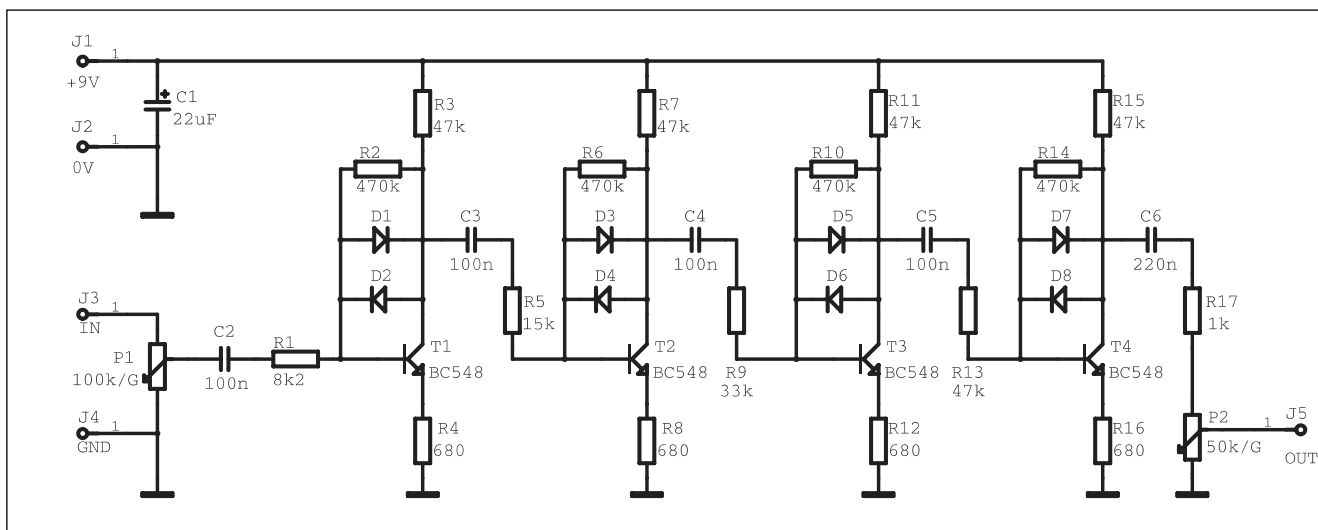 J1
1
+9V
C1
22uF
J2
1
0V
R3
47k
R7
47k
R11
47k
R15
47k
R2
470k
R6
470k
R10
470k
R14
470k
D1
C3
100n
D3
C4
100n
D5
C5
100n
D7
C6
220n
D2
D4
D6
D8
R5
15k
R17
1k
J3
1
IN
P1
100k/G
C2
100n
R1
8k2
T1
BC548
T2
BC548
R9
33k
T3
BC548
R13
47k
T4
BC548
J4
1
GND
R4
680
R8
680
R12
680
R16
680
P2
50k/G
1
J5
OUT